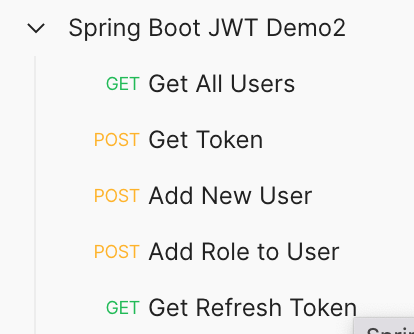 Spring Boot JWT Demo2
GET Get All Users
POST Get Token
POST Add New User
POST Add Role to User
GET Get Refresh Token